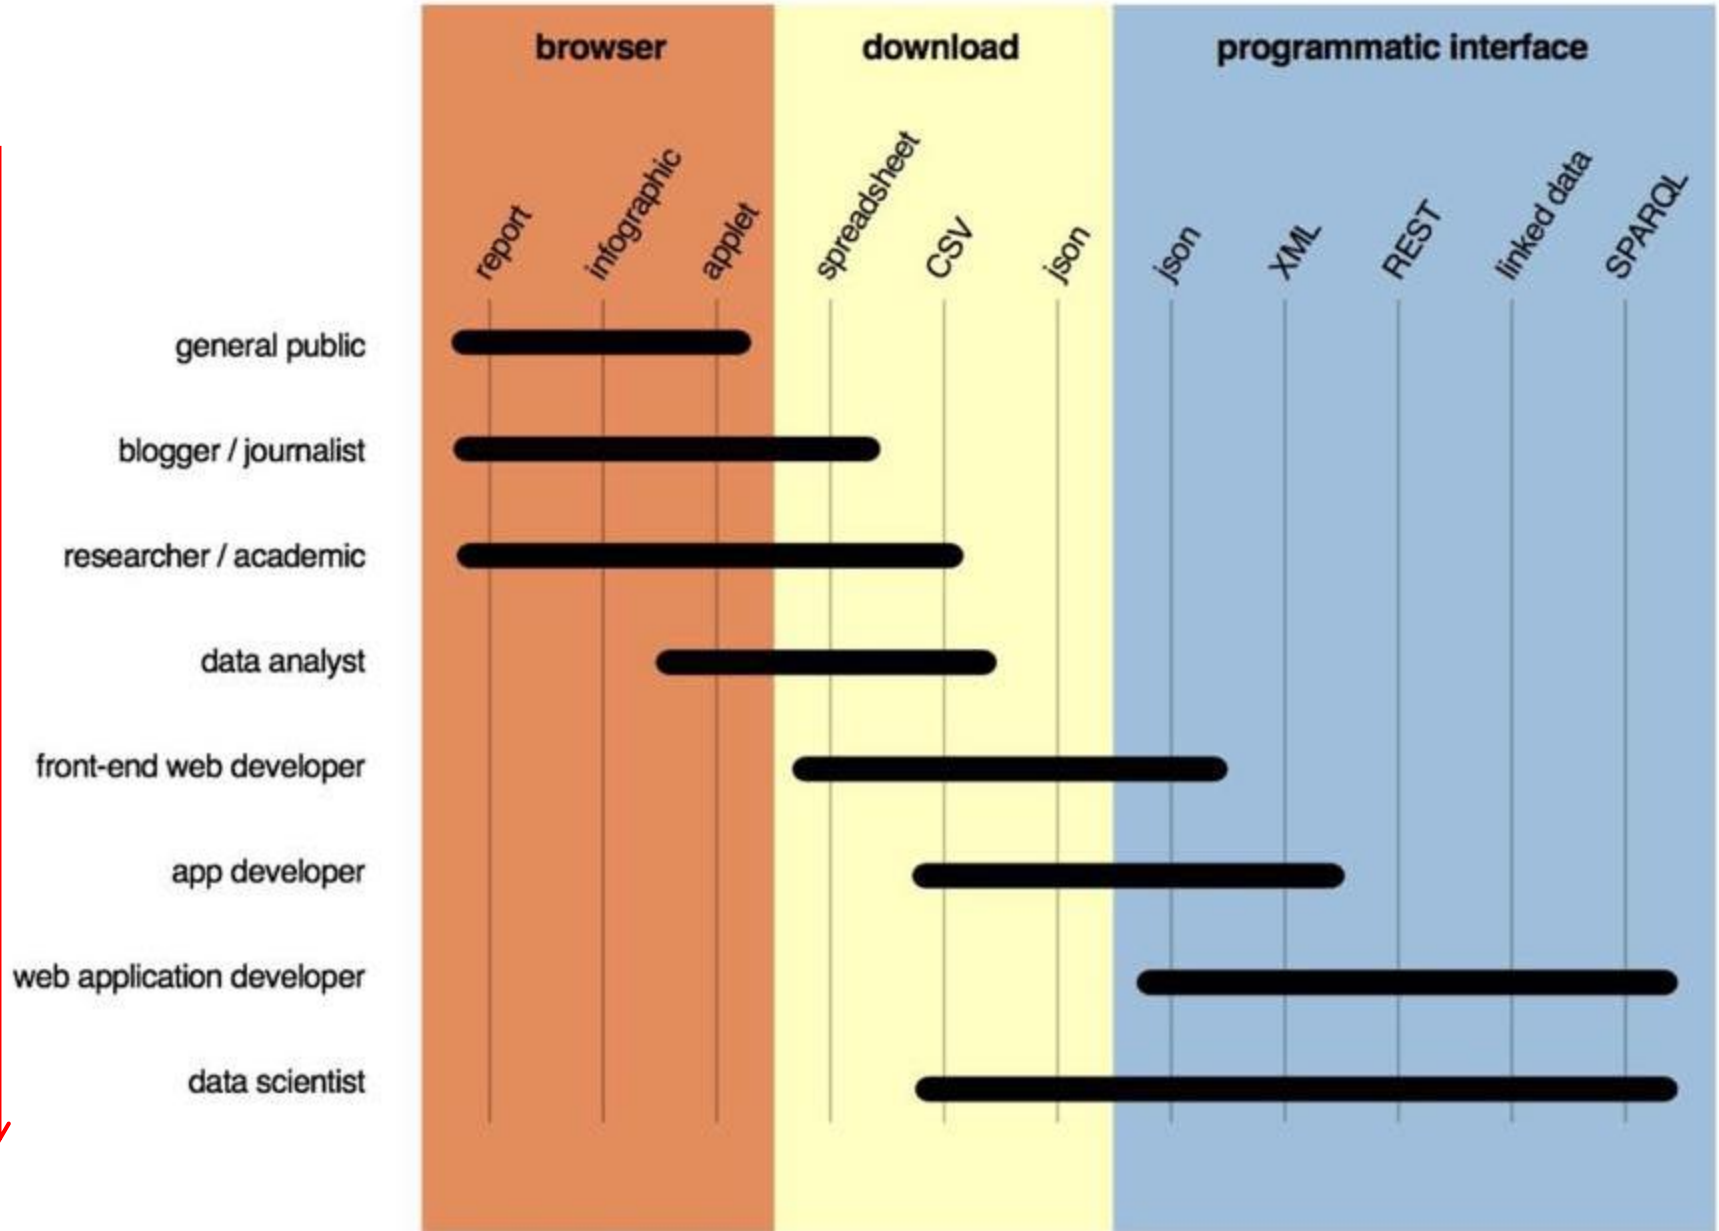 browser download programmatic interface
report infographic applet spreadsheet CSV json json XML REST linked data SPARQL
general public
blogger / journalist
researcher / academic
data analyst
front-end web developer
app developer
web application developer
data scientist